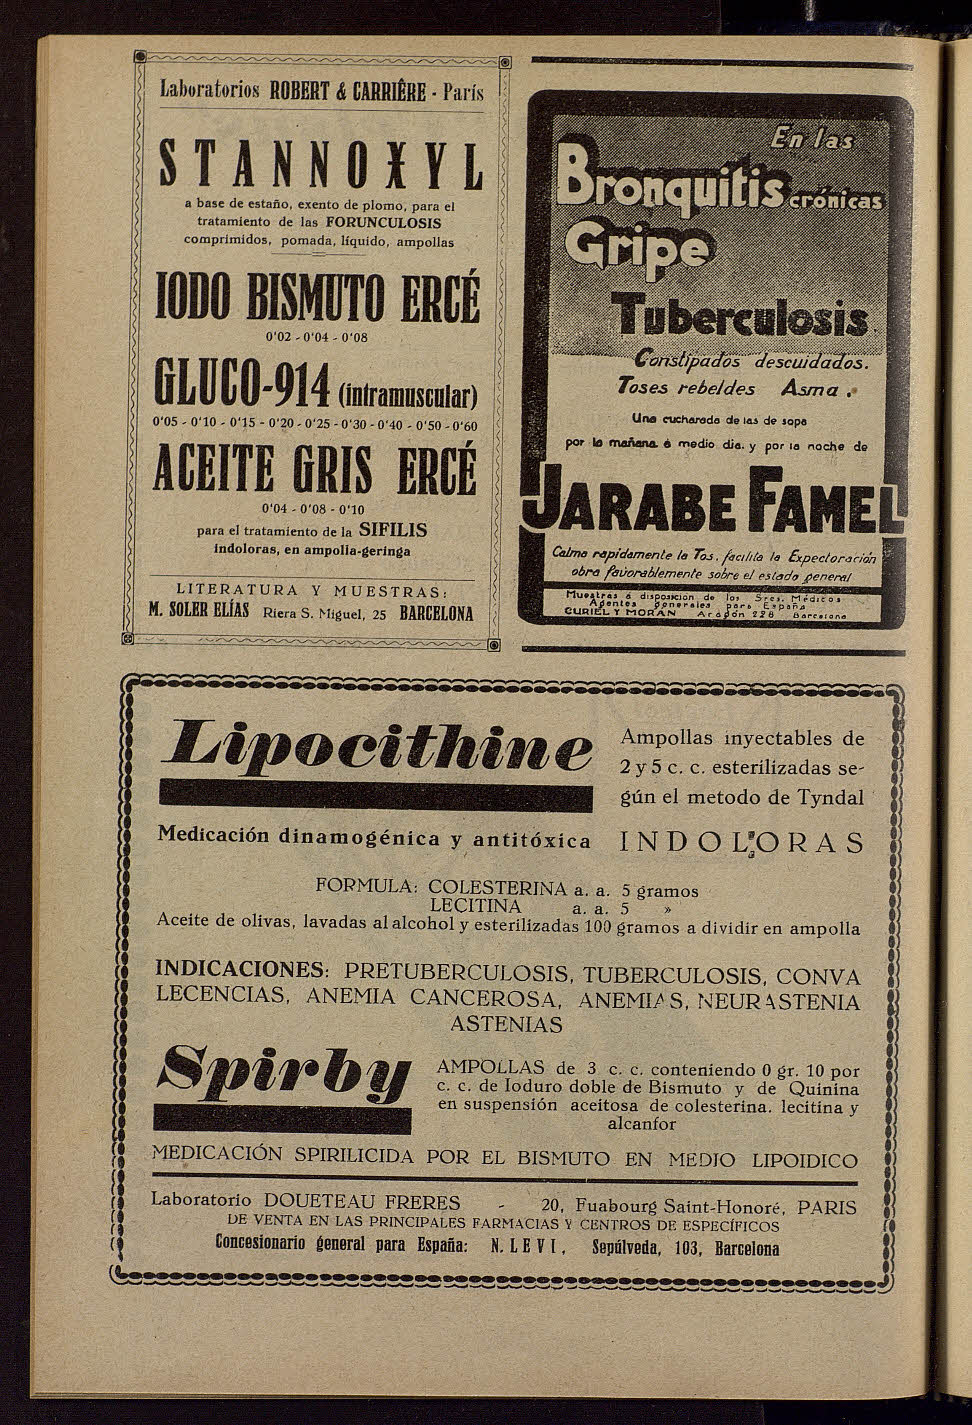 Laboratorios ROBERT & CARRIÊRE - París
STANNOXYL
a base de estaño, exento de plomo, para el
tratamiento de las FORUNCULOSIS
comprimidos, pomada, líquido, ampollas
IODO BISMUTO ERCÉ
0'02 - 0'04 - 0'08
GLUCO-914 (intramuscular)
0'05 - 0'10 - 0'15 - 0'20 - 0'25 - 0'30 - 0'40 - 0'50 - 0'60
ACEITE GRIS ERCÉ
0'04 - 0'08 - 0'10
para el tratamiento de la SIFILIS
indoloras, en ampolla-geringa
LITERATURA Y MUESTRAS:
M. SOLER ELÍAS Riera S. Miguel, 25 BARCELONA
En las
Bronquitis crónicas
Gripe
Tuberculosis
Constipados descuidados.
Toses rebeldes Asma.
Una cucharada de las de sopa
por la mañana á medio dia. y por la noche de
JARABE FAMEL
Calma rapidamente la Tos, facilita la Expectoración
obra favorablemente sobre el estado general
Muestras á disposición de los Sres. Médicos
Agentes generales para España
CURIEL Y MORÁN Aragón 228 Barcelona
Lipocithine
Ampollas inyectables de
2 y 5 c. c. esterilizadas se-
gún el metodo de Tyndal
Medicación dinamogénica y antitóxica
INDOLORAS
FORMULA: COLESTERINA a. a. 5 gramos
LECITINA a. a. 5 »
Aceite de olivas, lavadas al alcohol y esterilizadas 100 gramos a dividir en ampolla
INDICACIONES: PRETUBERCULOSIS, TUBERCULOSIS, CONVA
LECENCIAS, ANEMIA CANCEROSA, ANEMIAS, NEURASTENIA
ASTENIAS
Spirby
AMPOLLAS de 3 c. c. conteniendo 0 gr. 10 por
c. c. de Ioduro doble de Bismuto y de Quinina
en suspensión aceitosa de colesterina. lecitina y
alcanfor
MEDICACIÓN SPIRILICIDA POR EL BISMUTO EN MEDIO LIPOIDICO
Laboratorio DOUETEAU FRERES - 20, Fuabourg Saint-Honoré, PARIS
DE VENTA EN LAS PRINCIPALES FARMACIAS Y CENTROS DE ESPECÍFICOS
Concesionario general para España: N. LEVI, Sepúlveda, 103, Barcelona